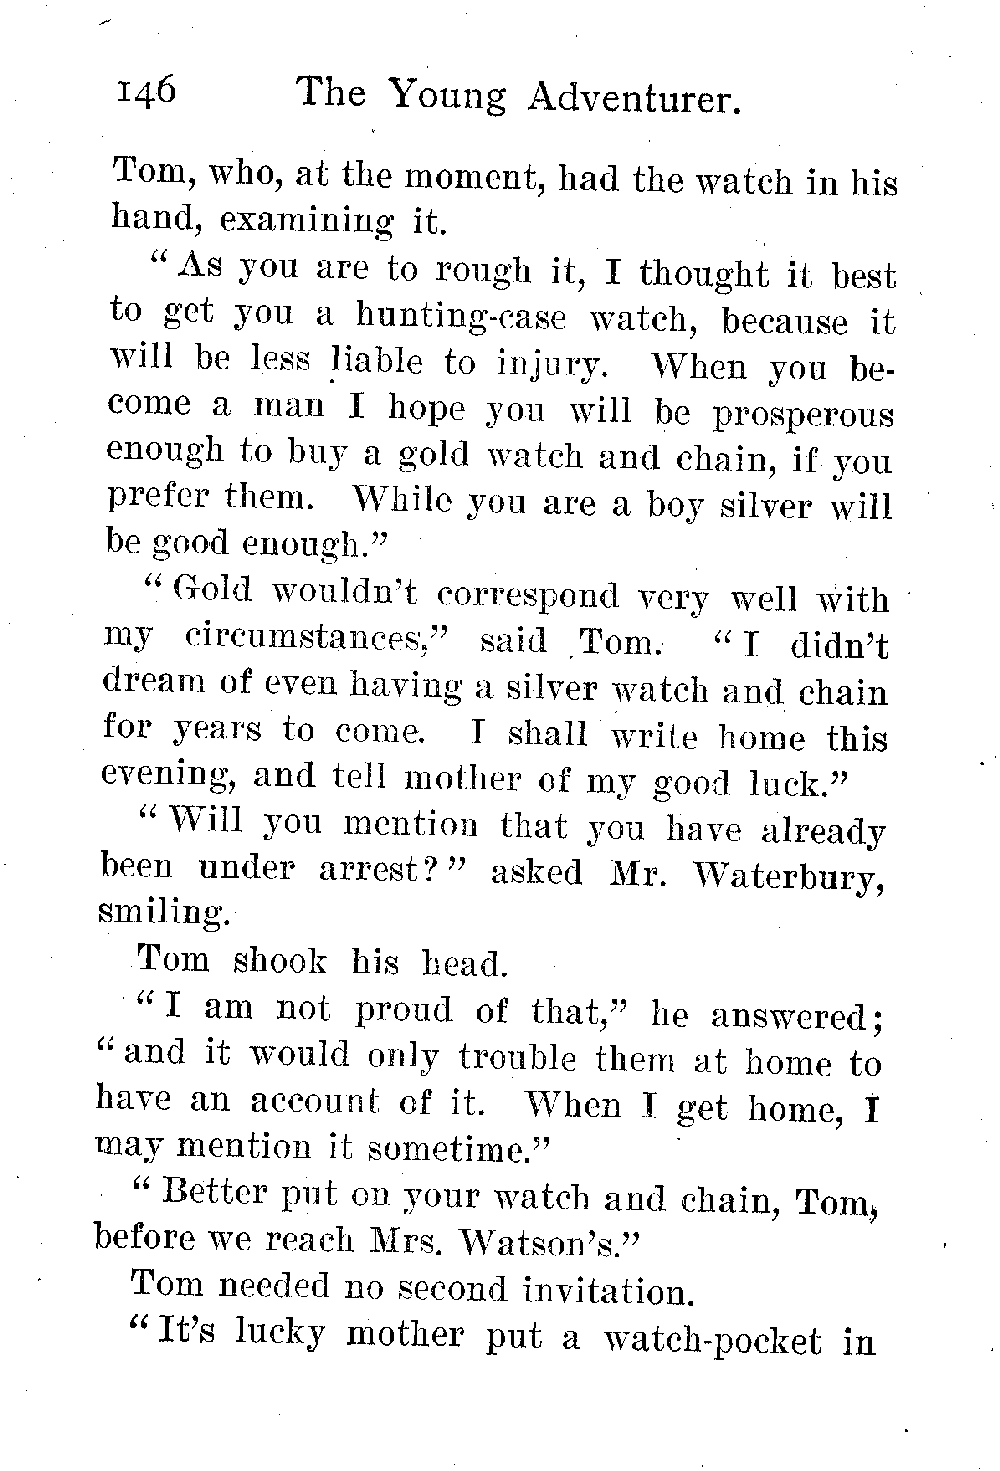 146 The Young Adventurer.
Tom, who, at the moment, had the watch in his
hand, examining it.
“As you are to rough it, I thought it best
to get you a hunting-case watch, because it
will be less liable to injury. When you be-
come a man I hope you will be prosperous
enough to buy a gold watch and chain, if you
prefer them. While you are a boy silver will
be good enough.”
“Gold wouldn’t correspond very well with
my circumstances,” said Tom. “I didn’t
dream of even having a silver watch and chain
for years to come. I shall write home this
evening, and tell mother of my good luck.”
“Will you mention that you have already
been under arrest?” asked Mr. Waterbury,
smiling.
Tom shook his head.
“I am not proud of that,” he answered;
“and it would only trouble them at home to
have an account of it. When I get home, I
may mention it sometime.”
“Better put on your watch and chain, Tom,
before we reach Mrs. Watson’s.”
Tom needed no second invitation.
“It’s lucky mother put a watch-pocket in